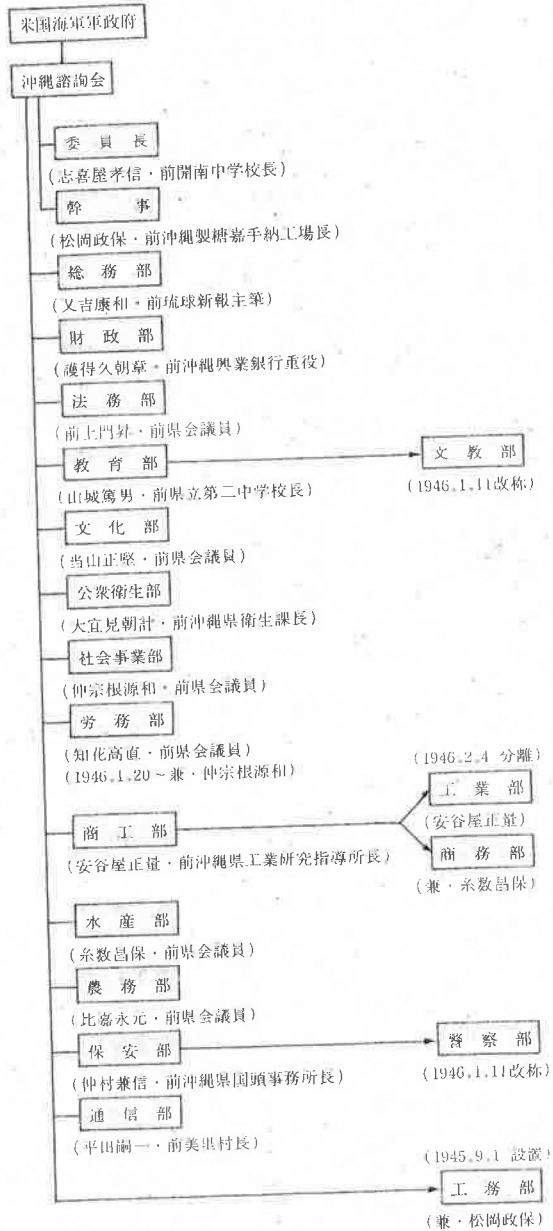 米国海軍軍政府
沖縄諮詢会
委員長
(志喜屋孝信・前開南中学校長)
幹事
(松岡政保・前沖縄製糖嘉手納工場長)
総務部
(又吉康和・前琉球新報主筆)
財政部
(護得久朝章・前沖縄興業銀行重役)
法務部
(前上門昇・前県会議員)
教育部
文教部
(山城篤男・前県立第二中学校長)
(1946.1.11改称)
文化部
(当山正堅・前県会議員)
公衆衛生部
(大宜見朝計・前沖縄県衛生課長)
社会事業部
(仲宗根源和・前県会議員)
労務部
(知花高直・前県会議員)
(1946.1.20~兼・仲宗根源和)
(1946.2.4 分離)
工業部
(安谷屋正量)
商工部
商務部
(安谷屋正量・前沖縄県工業研究指導所長)
(兼・糸数昌保)
水産部
(糸数昌保・前県会議員)
農務部
(比嘉永元・前県会議員)
保安部
警察部
(仲村兼信・前沖縄県国頭事務所長)
(1946.1.11改称)
通信部
(平田嗣一・前美里村長)
(1945.9.1 設置)
工務部
(兼・松岡政保)